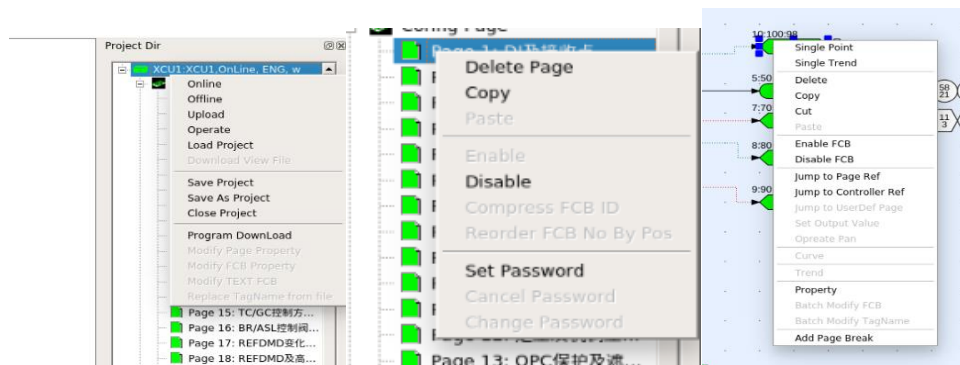 Project Dir
XCU1:XCU1,OnLine, ENG, w
Online
Offline
Upload
Operate
Load Project
Download View File
Save Project
Save As Project
Close Project
Program DownLoad
Modify Page Property
Modify FCB Property
Modify TEXT FCB
Replace TagName from file
Page 15: TC/GC控制方...
Page 16: BR/ASL控制阀...
Page 17: REFDMD变化...
Page 18: REFDMD及高...
Config Page
Page 1: DI及接收点
Delete Page
Copy
Paste
Enable
Disable
Compress FCB ID
Reorder FCB No By Pos
Set Password
Cancel Password
Change Password
Page 13: OPC保护及遮...
10:100:98
5:50
7:70
8:80
9:90
Single Point
Single Trend
Delete
Copy
Cut
Paste
Enable FCB
Disable FCB
Jump to Page Ref
Jump to Controller Ref
Jump to UserDef Page
Set Output Value
Opreate Pan
Curve
Trend
Property
Batch Modify FCB
Batch Modify TagName
Add Page Break
58
21
11
3